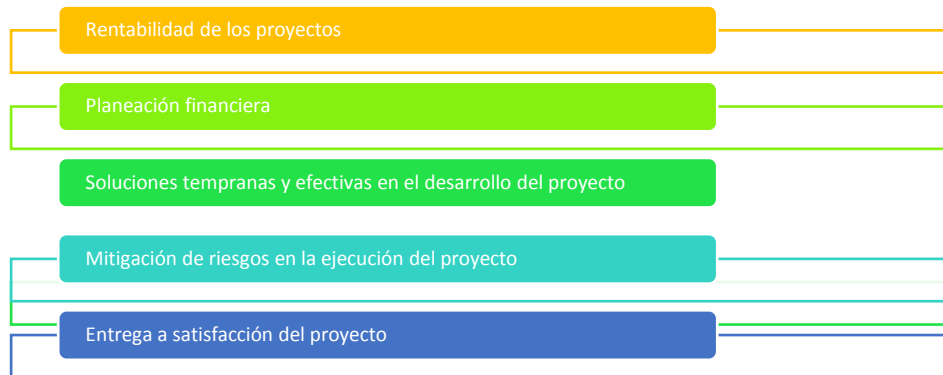 Rentabilidad de los proyectos
Planeación financiera
Soluciones tempranas y efectivas en el desarrollo del proyecto
Mitigación de riesgos en la ejecución del proyecto
Entrega a satisfacción del proyecto